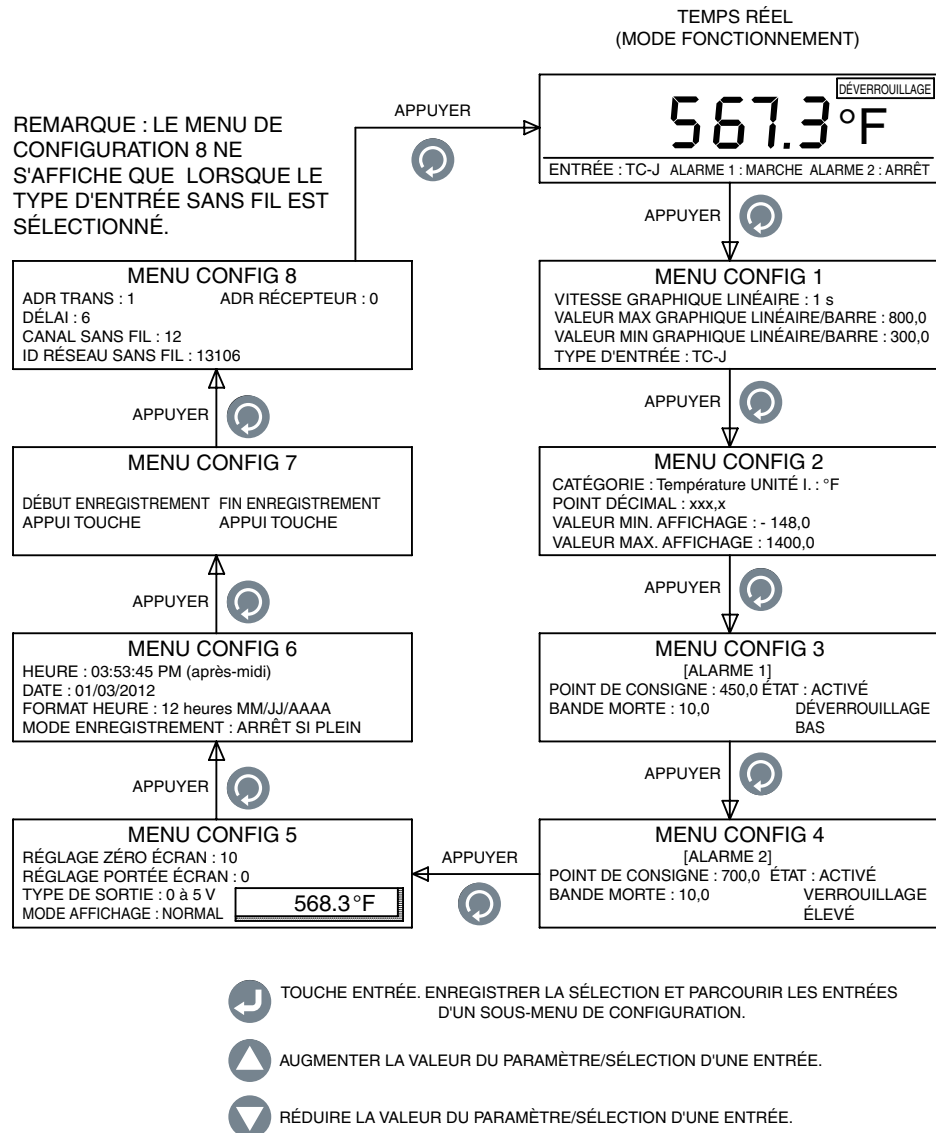 TEMPS RÉEL
(MODE FONCTIONNEMENT)
DÉVERROUILLAGE
567.3°F
ENTRÉE : TC-J ALARME 1 : MARCHE ALARME 2 : ARRÊT
APPUYER
REMARQUE : LE MENU DE
CONFIGURATION 8 NE
S'AFFICHE QUE LORSQUE LE
TYPE D'ENTRÉE SANS FIL EST
SÉLECTIONNÉ.
APPUYER
MENU CONFIG 1
VITESSE GRAPHIQUE LINÉAIRE : 1 s
VALEUR MAX GRAPHIQUE LINÉAIRE/BARRE : 800,0
VALEUR MIN GRAPHIQUE LINÉAIRE/BARRE : 300,0
TYPE D'ENTRÉE : TC-J
APPUYER
MENU CONFIG 2
CATÉGORIE : Température UNITÉ I. : °F
POINT DÉCIMAL : xxx,x
VALEUR MIN. AFFICHAGE : - 148,0
VALEUR MAX. AFFICHAGE : 1400,0
APPUYER
MENU CONFIG 3
[ALARME 1]
POINT DE CONSIGNE : 450,0 ÉTAT : ACTIVÉ
BANDE MORTE : 10,0 DÉVERROUILLAGE
BAS
APPUYER
MENU CONFIG 4
[ALARME 2]
POINT DE CONSIGNE : 700,0 ÉTAT : ACTIVÉ
BANDE MORTE : 10,0 VERROUILLAGE
ÉLEVÉ
APPUYER
MENU CONFIG 5
RÉGLAGE ZÉRO ÉCRAN : 10
RÉGLAGE PORTÉE ÉCRAN : 0
TYPE DE SORTIE : 0 à 5 V
MODE AFFICHAGE : NORMAL
568.3°F
APPUYER
MENU CONFIG 6
HEURE : 03:53:45 PM (après-midi)
DATE : 01/03/2012
FORMAT HEURE : 12 heures MM/JJ/AAAA
MODE ENREGISTREMENT : ARRÊT SI PLEIN
APPUYER
MENU CONFIG 7
DÉBUT ENREGISTREMENT FIN ENREGISTREMENT
APPUI TOUCHE APPUI TOUCHE
APPUYER
MENU CONFIG 8
ADR TRANS : 1 ADR RÉCEPTEUR : 0
DÉLAI : 6
CANAL SANS FIL : 12
ID RÉSEAU SANS FIL : 13106
TOUCHE ENTRÉE. ENREGISTRER LA SÉLECTION ET PARCOURIR LES ENTRÉES
D'UN SOUS-MENU DE CONFIGURATION.
AUGMENTER LA VALEUR DU PARAMÈTRE/SÉLECTION D'UNE ENTRÉE.
RÉDUIRE LA VALEUR DU PARAMÈTRE/SÉLECTION D'UNE ENTRÉE.